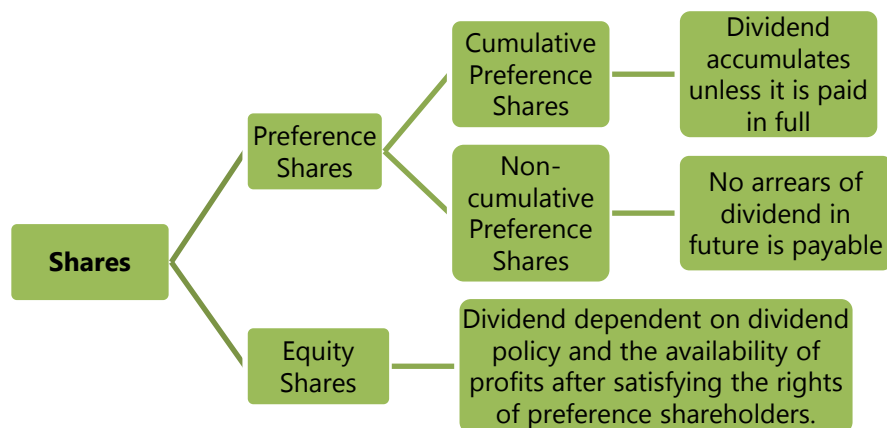 Shares
Preference
Shares
Cumulative
Preference
Shares
Dividend
accumulates
unless it is paid
in full
Non-
cumulative
Preference
Shares
No arrears of
dividend in
future is payable
Equity
Shares
Dividend dependent on dividend
policy and the availability of
profits after satisfying the rights
of preference shareholders.